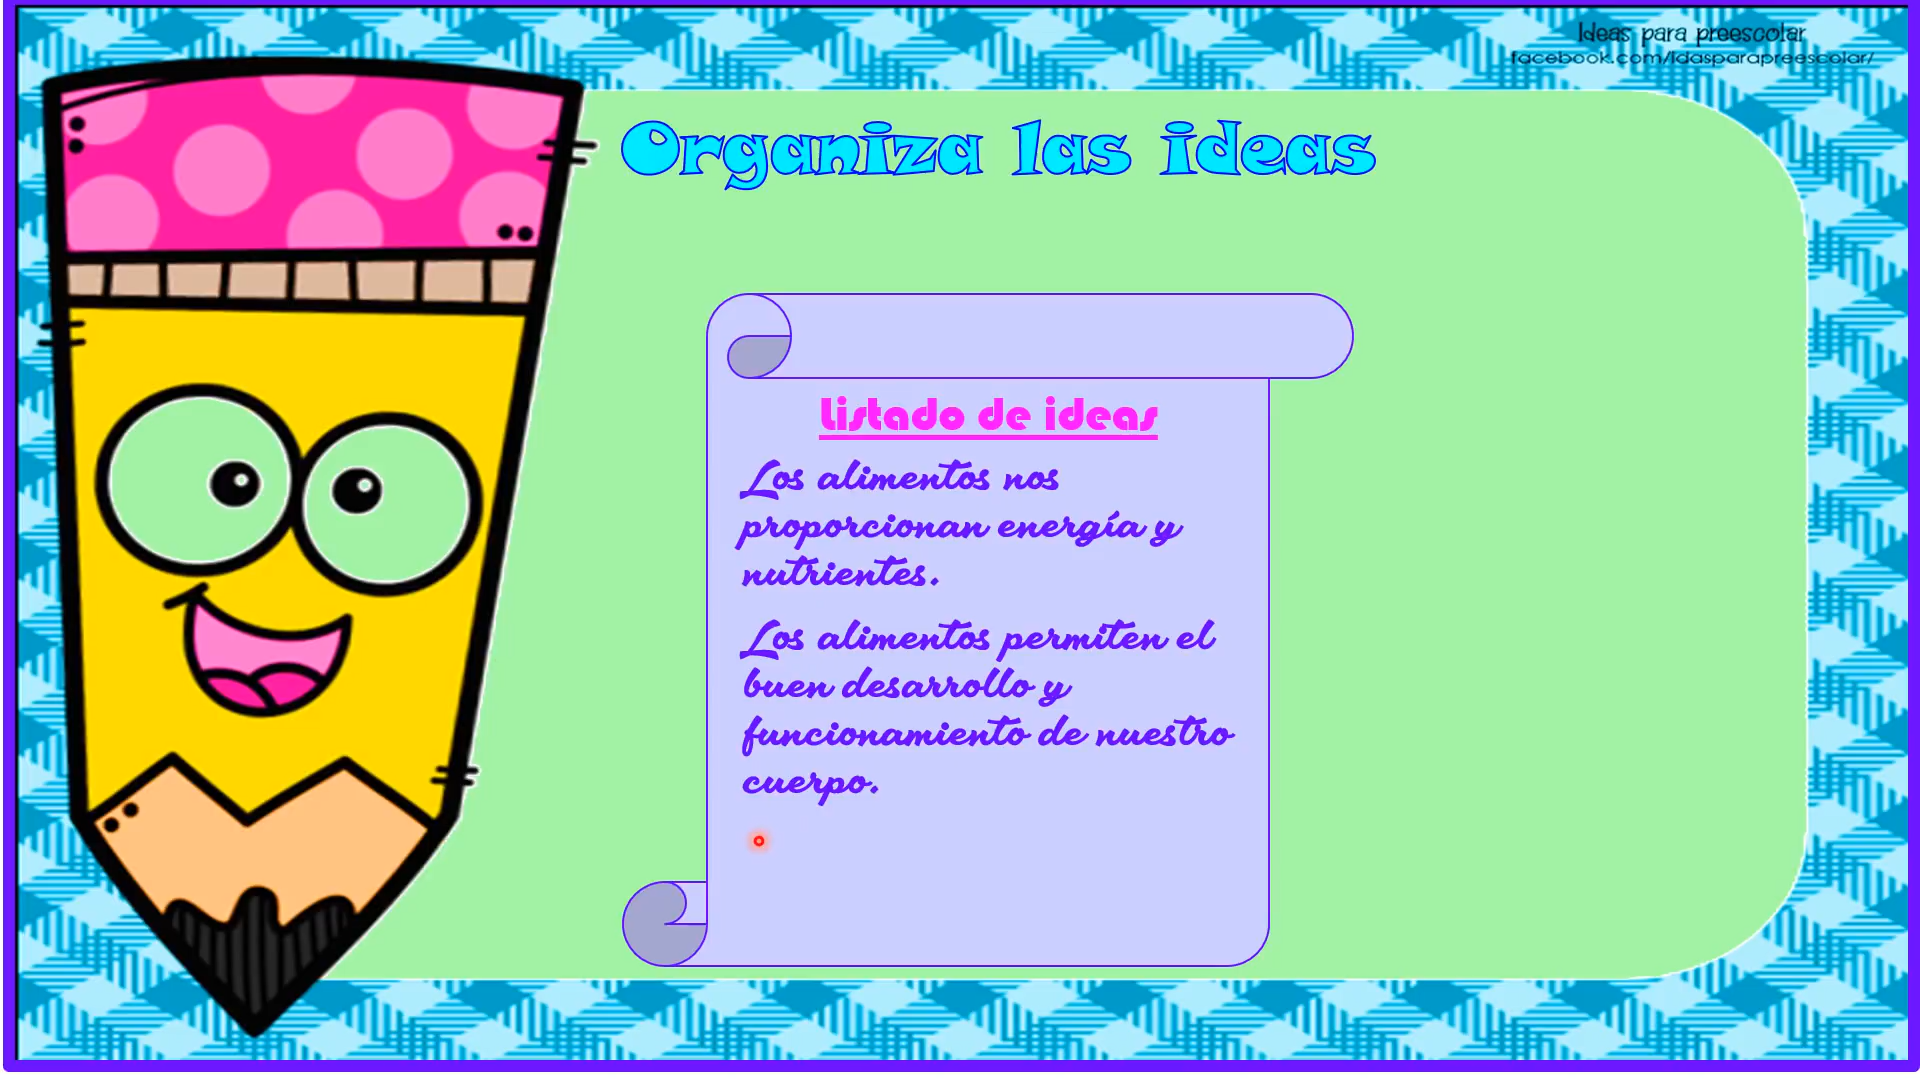 Ideas para preescolar
facebook.com/Idasparapreescolar/
Organiza las ideas
Listado de ideas
Los alimentos nos
proporcionan energía y
nutrientes.
Los alimentos permiten el
buen desarrollo y
funcionamiento de nuestro
cuerpo.